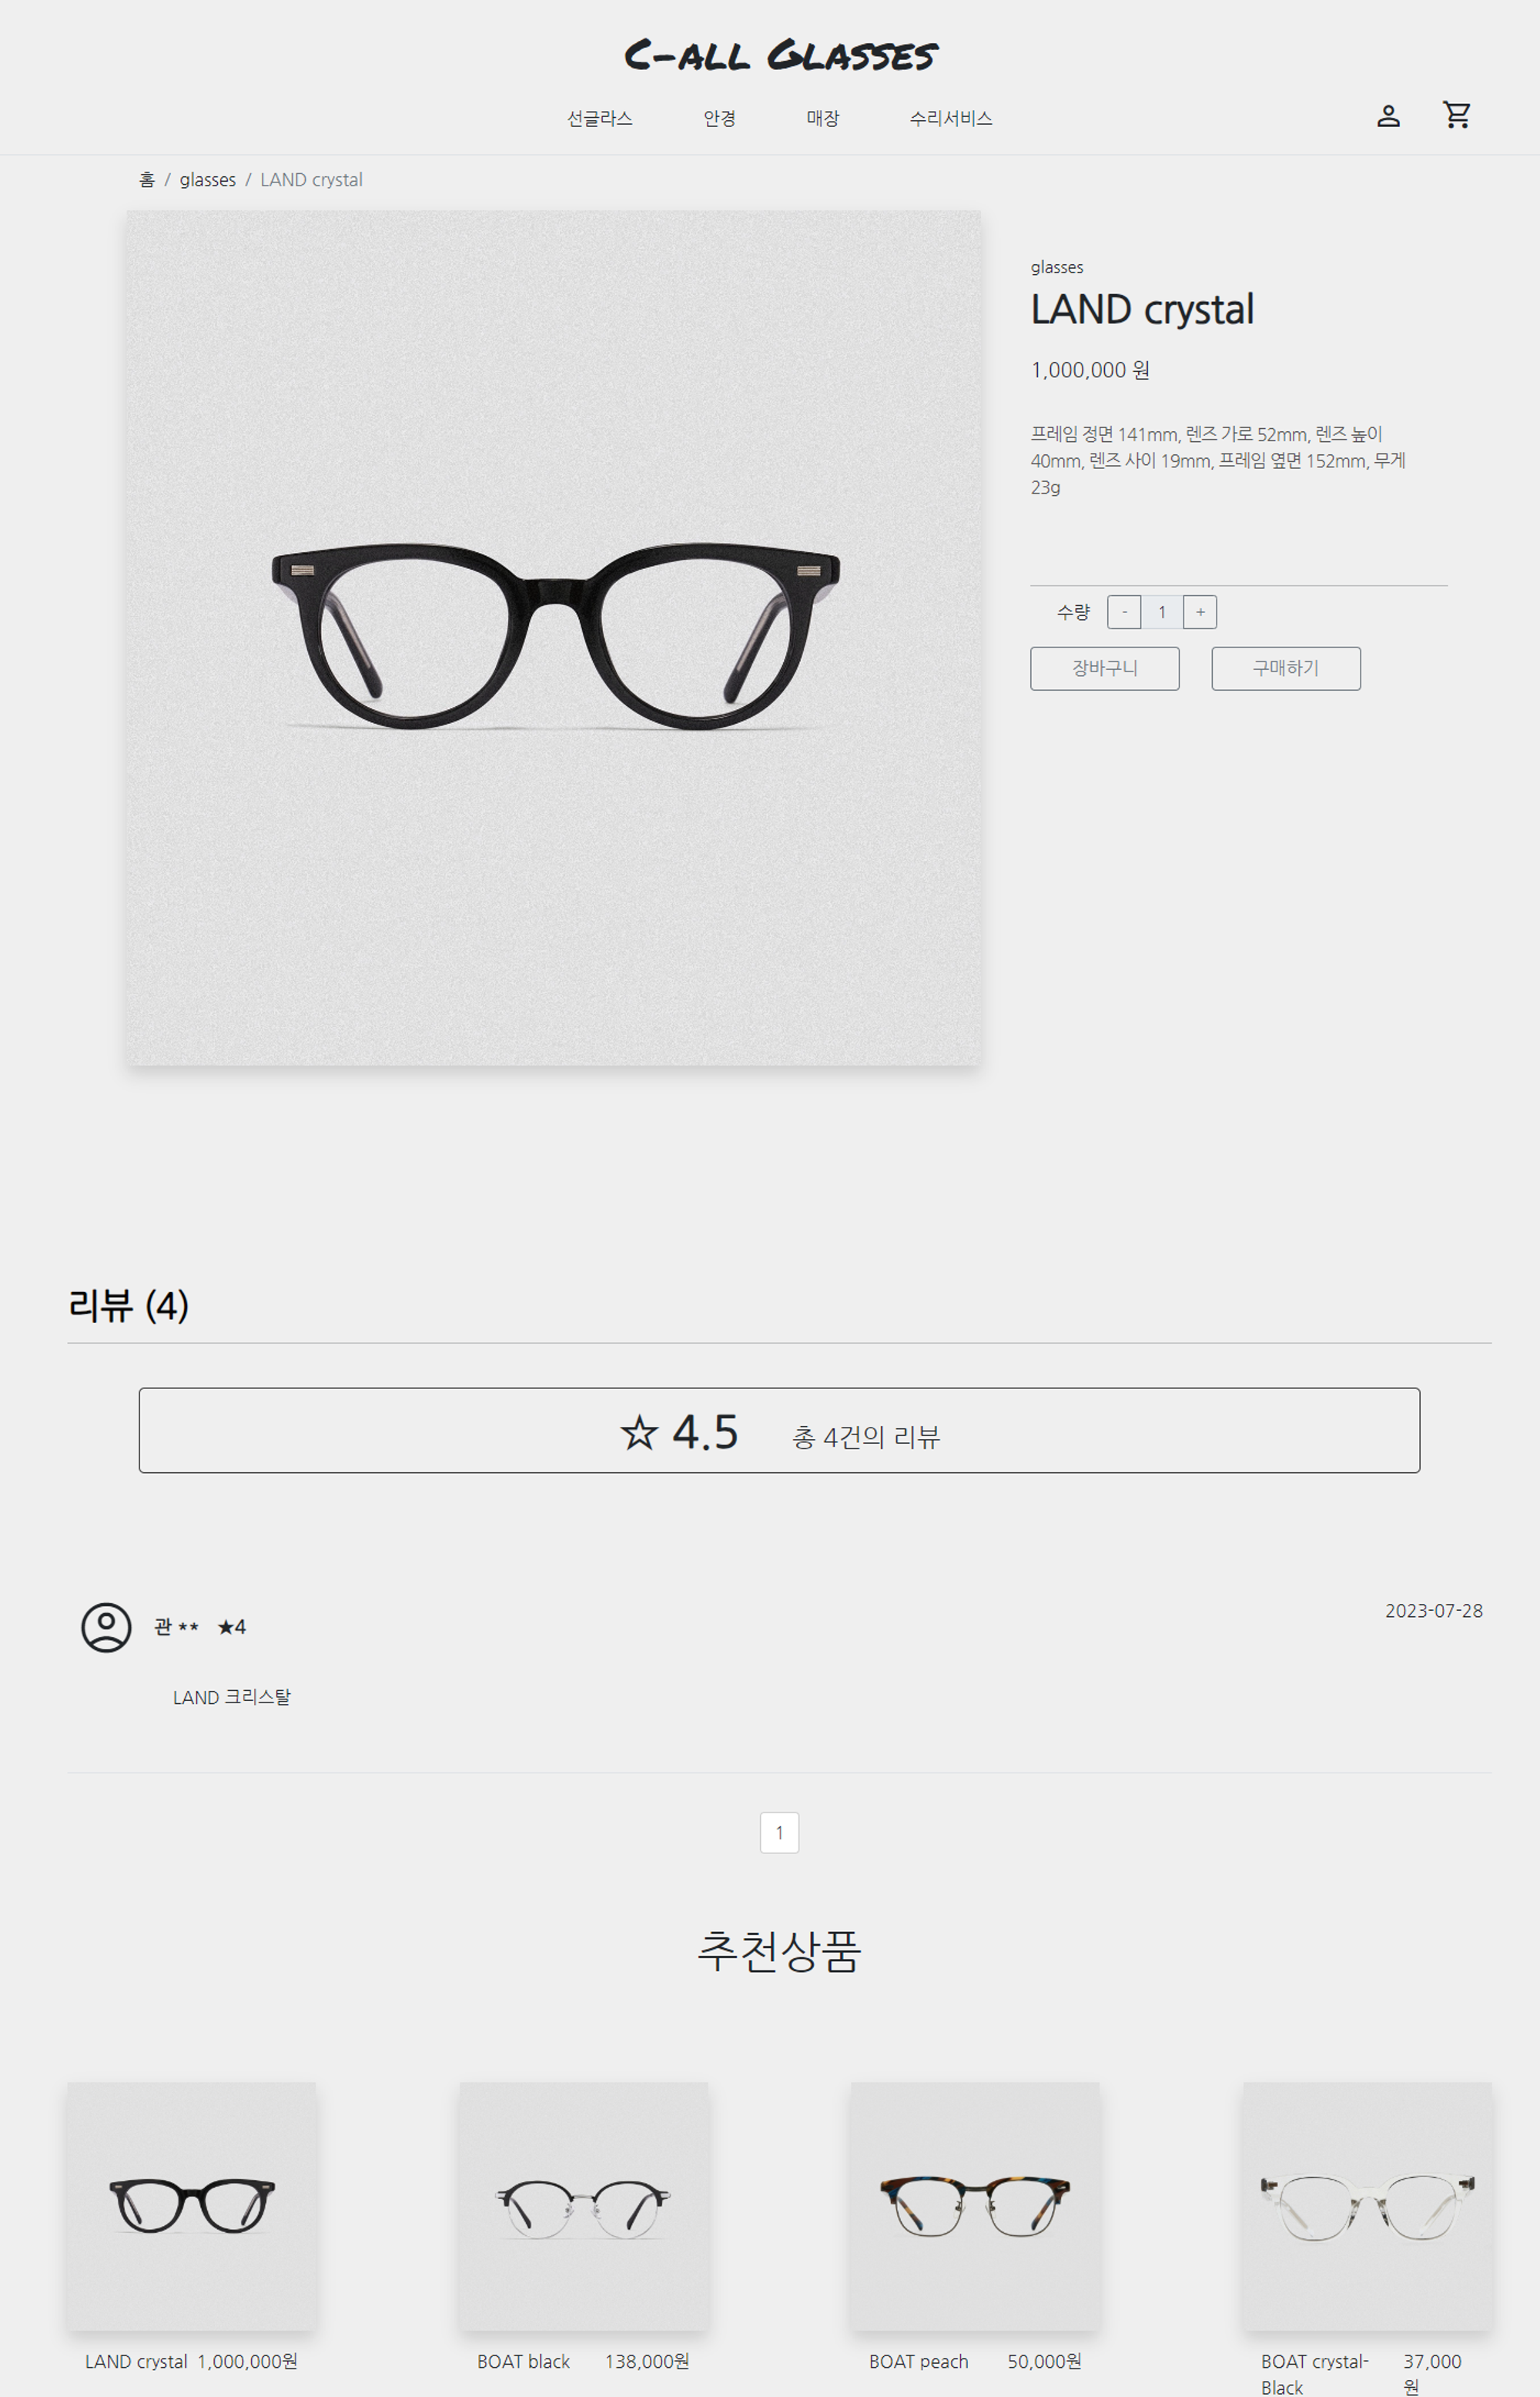 C-ALL GLASSES
선글라스 안경 매장 수리서비스
홈 / glasses / LAND crystal
glasses
LAND crystal
1,000,000 원
프레임 정면 141mm, 렌즈 가로 52mm, 렌즈 높이
40mm, 렌즈 사이 19mm, 프레임 옆면 152mm, 무게
23g
수량 - 1 +
장바구니 구매하기
리뷰 (4)
☆ 4.5 총 4건의 리뷰
관 ** ★4 2023-07-28
LAND 크리스탈
1
추천상품
LAND crystal 1,000,000원 BOAT black 138,000원 BOAT peach 50,000원 BOAT crystal- 37,000
Black 원